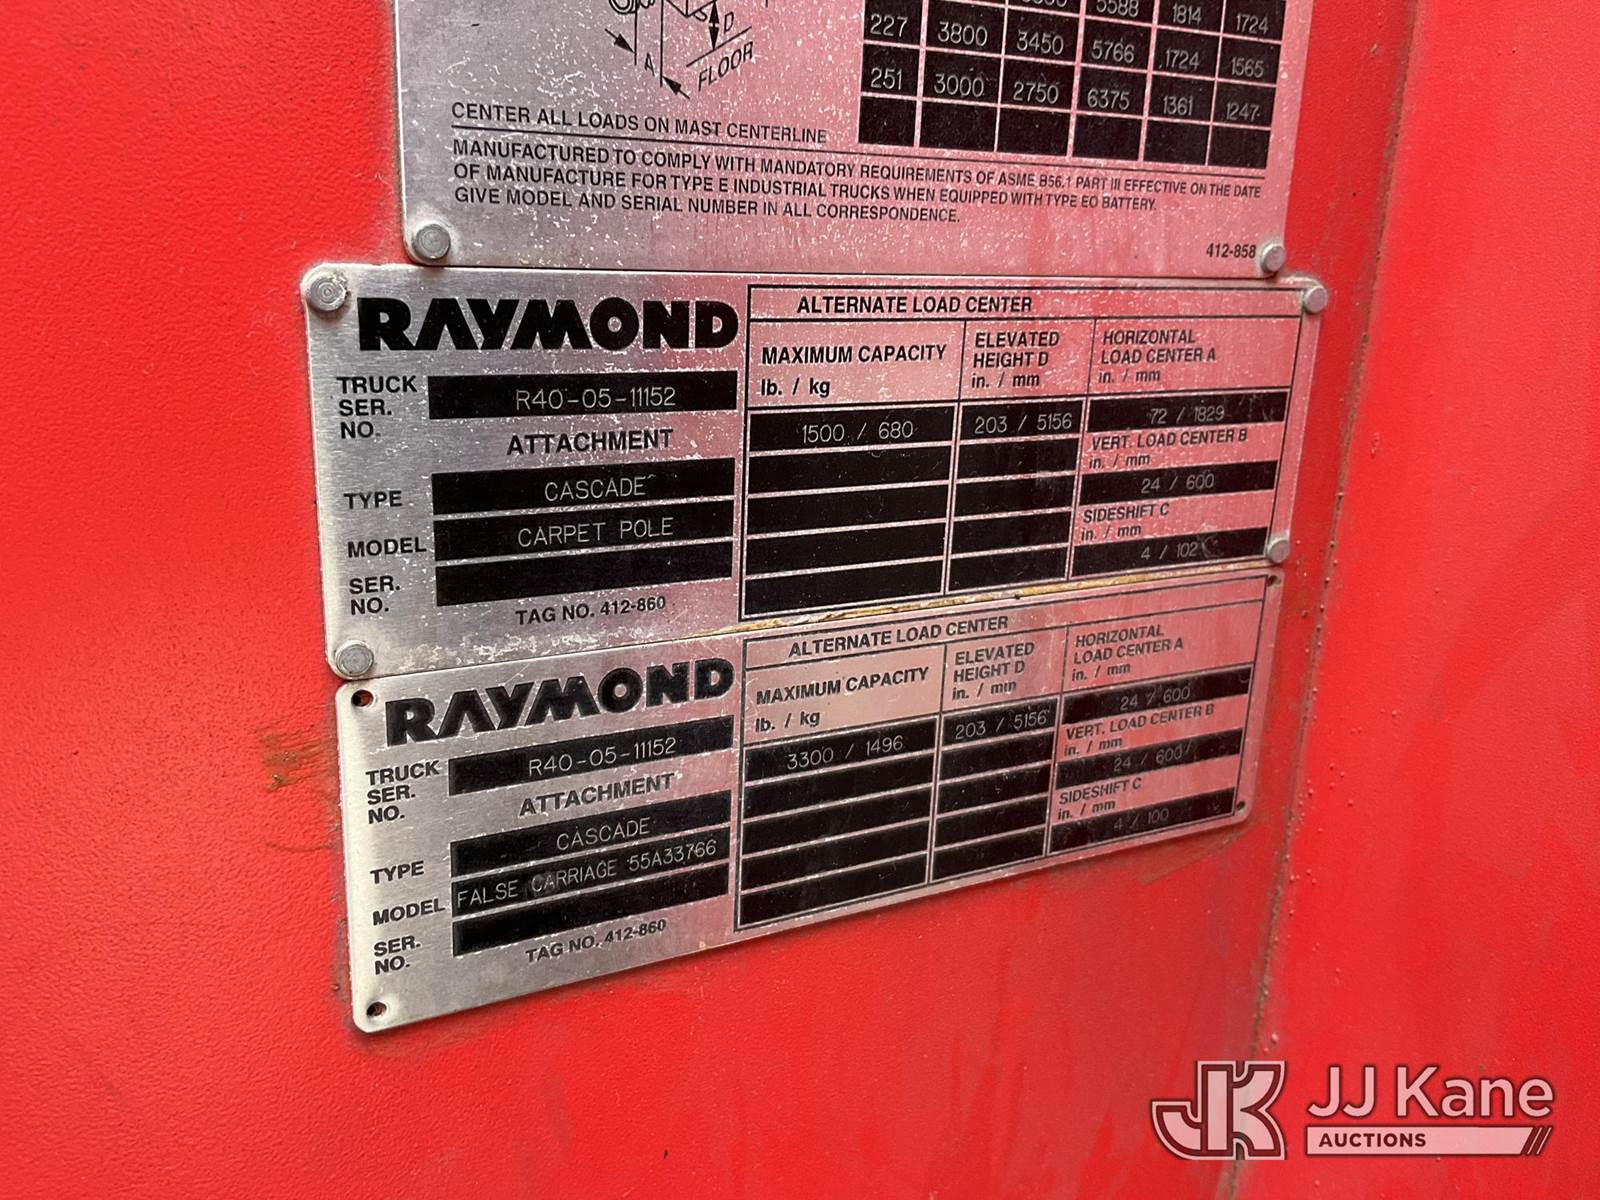 5588 1814 1724
227 3800 3450 5766 1724 1565
251 3000 2750 6375 1361 1247
D
A
FLOOR
CENTER ALL LOADS ON MAST CENTERLINE
MANUFACTURED TO COMPLY WITH MANDATORY REQUIREMENTS OF ASME B56.1 PART III EFFECTIVE ON THE DATE
OF MANUFACTURE FOR TYPE E INDUSTRIAL TRUCKS WHEN EQUIPPED WITH TYPE EO BATTERY.
GIVE MODEL AND SERIAL NUMBER IN ALL CORRESPONDENCE.
412-858
RAYMOND
TRUCK SER. NO. R40-05-11152
ATTACHMENT
TYPE CASCADE
MODEL CARPET POLE
SER. NO.
TAG NO. 412-860
ALTERNATE LOAD CENTER
MAXIMUM CAPACITY
lb. / kg
1500 / 680
ELEVATED
HEIGHT D
in. / mm
203 / 5156
HORIZONTAL
LOAD CENTER A
in. / mm
72 / 1829
VERT. LOAD CENTER B
in. / mm
24 / 600
SIDESHIFT C
in. / mm
4 / 102
RAYMOND
TRUCK SER. NO. R40-05-11152
ATTACHMENT
TYPE CASCADE
MODEL FALSE CARRIAGE 55A33766
SER. NO.
TAG NO. 412-860
ALTERNATE LOAD CENTER
MAXIMUM CAPACITY
lb. / kg
3300 / 1496
ELEVATED
HEIGHT D
in. / mm
203 / 5156
HORIZONTAL
LOAD CENTER A
in. / mm
24 / 600
VERT. LOAD CENTER B
in. / mm
24 / 600
SIDESHIFT C
in. / mm
4 / 100
JK JJ Kane
AUCTIONS